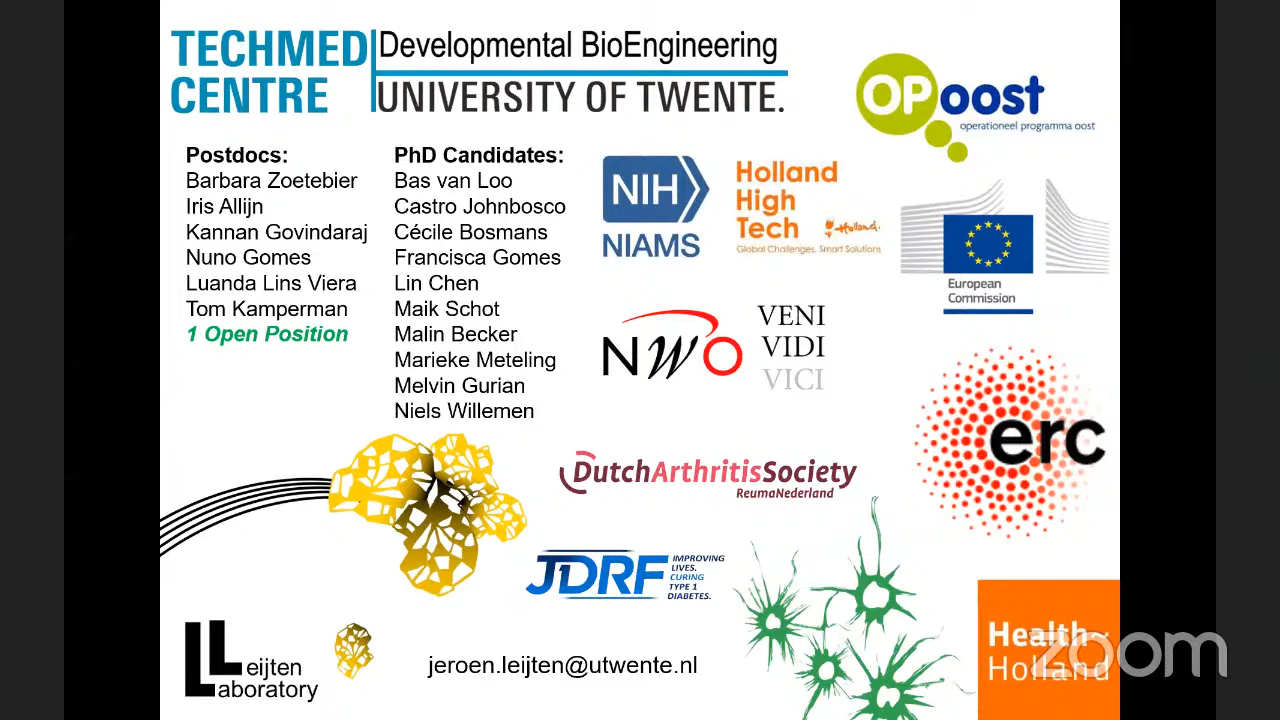 TECHMED
CENTRE
Developmental BioEngineering
UNIVERSITY OF TWENTE.
OPoost
operationeel programma oost
Postdocs:
Barbara Zoetebier
Iris Allijn
Kannan Govindaraj
Nuno Gomes
Luanda Lins Viera
Tom Kamperman
1 Open Position
PhD Candidates:
Bas van Loo
Castro Johnbosco
Cécile Bosmans
Francisca Gomes
Lin Chen
Maik Schot
Malin Becker
Marieke Meteling
Melvin Gurian
Niels Willemen
NIH
NIAMS
Holland
High
Tech
Holland.
Global Challenges, Smart Solutions
European
Commission
NWO
VENI
VIDI
VICI
erc
DutchArthritisSociety
ReumaNederland
JDRF
IMPROVING
LIVES.
CURING
TYPE 1
DIABETES.
Leijten
Laboratory
jeroen.leijten@utwente.nl
Health~
Holland
zoom